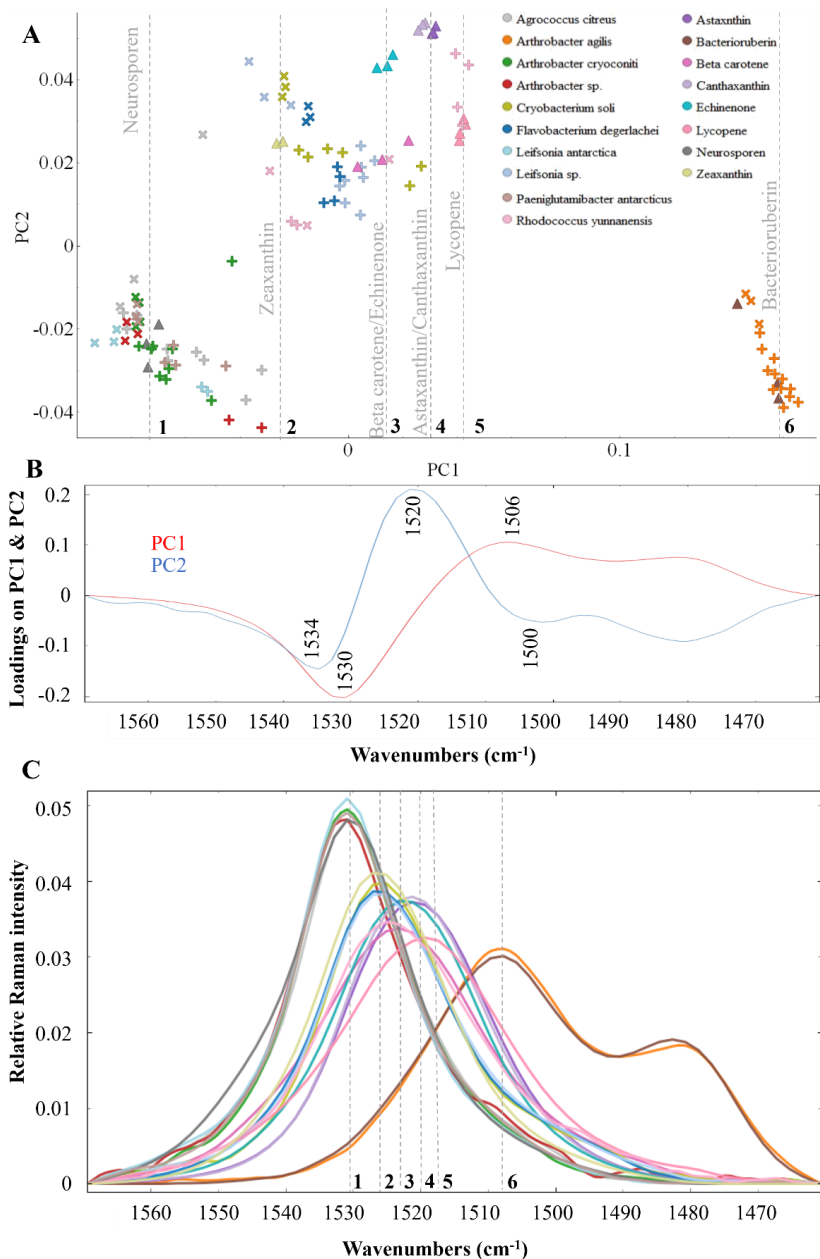 A
Agrococcus citreus
Arthrobacter agilis
Arthrobacter cryoconiti
Arthrobacter sp.
Cryobacterium soli
Flavobacterium degerlachei
Leifsonia antarctica
Leifsonia sp.
Paeniglutamibacter antarcticus
Rhodococcus yunnanensis
Astaxnthin
Bacterioruberin
Beta carotene
Canthaxanthin
Echinenone
Lycopene
Neurosporen
Zeaxanthin
PC2
0.04
0.02
0
-0.02
-0.04
Neurosporen
Zeaxanthin
Beta carotene/Echinenone
Astaxanthin/Canthaxanthin
Lycopene
Bacterioruberin
1 2 3 4 5 6
0 0.1
PC1
B
Loadings on PC1 & PC2
0.2
0.1
0
-0.1
-0.2
PC1
PC2
1534
1530
1520
1506
1500
1560 1550 1540 1530 1520 1510 1500 1490 1480 1470
Wavenumbers (cm-1)
C
Relative Raman intensity
0.05
0.04
0.03
0.02
0.01
0
1 2 3 4 5 6
1560 1550 1540 1530 1520 1510 1500 1490 1480 1470
Wavenumbers (cm-1)